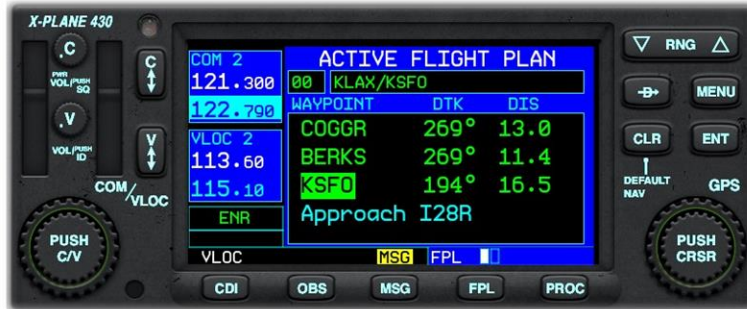 X-PLANE 430
C
PWR
VOL/PUSH
SQ
C
V
VOL/PUSH
ID
V
COM/VLOC
PUSH
C/V
COM 2
121.300
122.790
VLOC 2
113.60
115.10
ENR
VLOC
ACTIVE FLIGHT PLAN
00 KLAX/KSFO
WAYPOINT DTK DIS
COGGR 269° 13.0
BERKS 269° 11.4
KSFO 194° 16.5
Approach I28R
MSG FPL
CDI OBS MSG FPL PROC
RNG
D MENU
CLR ENT
DEFAULT
NAV
GPS
PUSH
CRSR